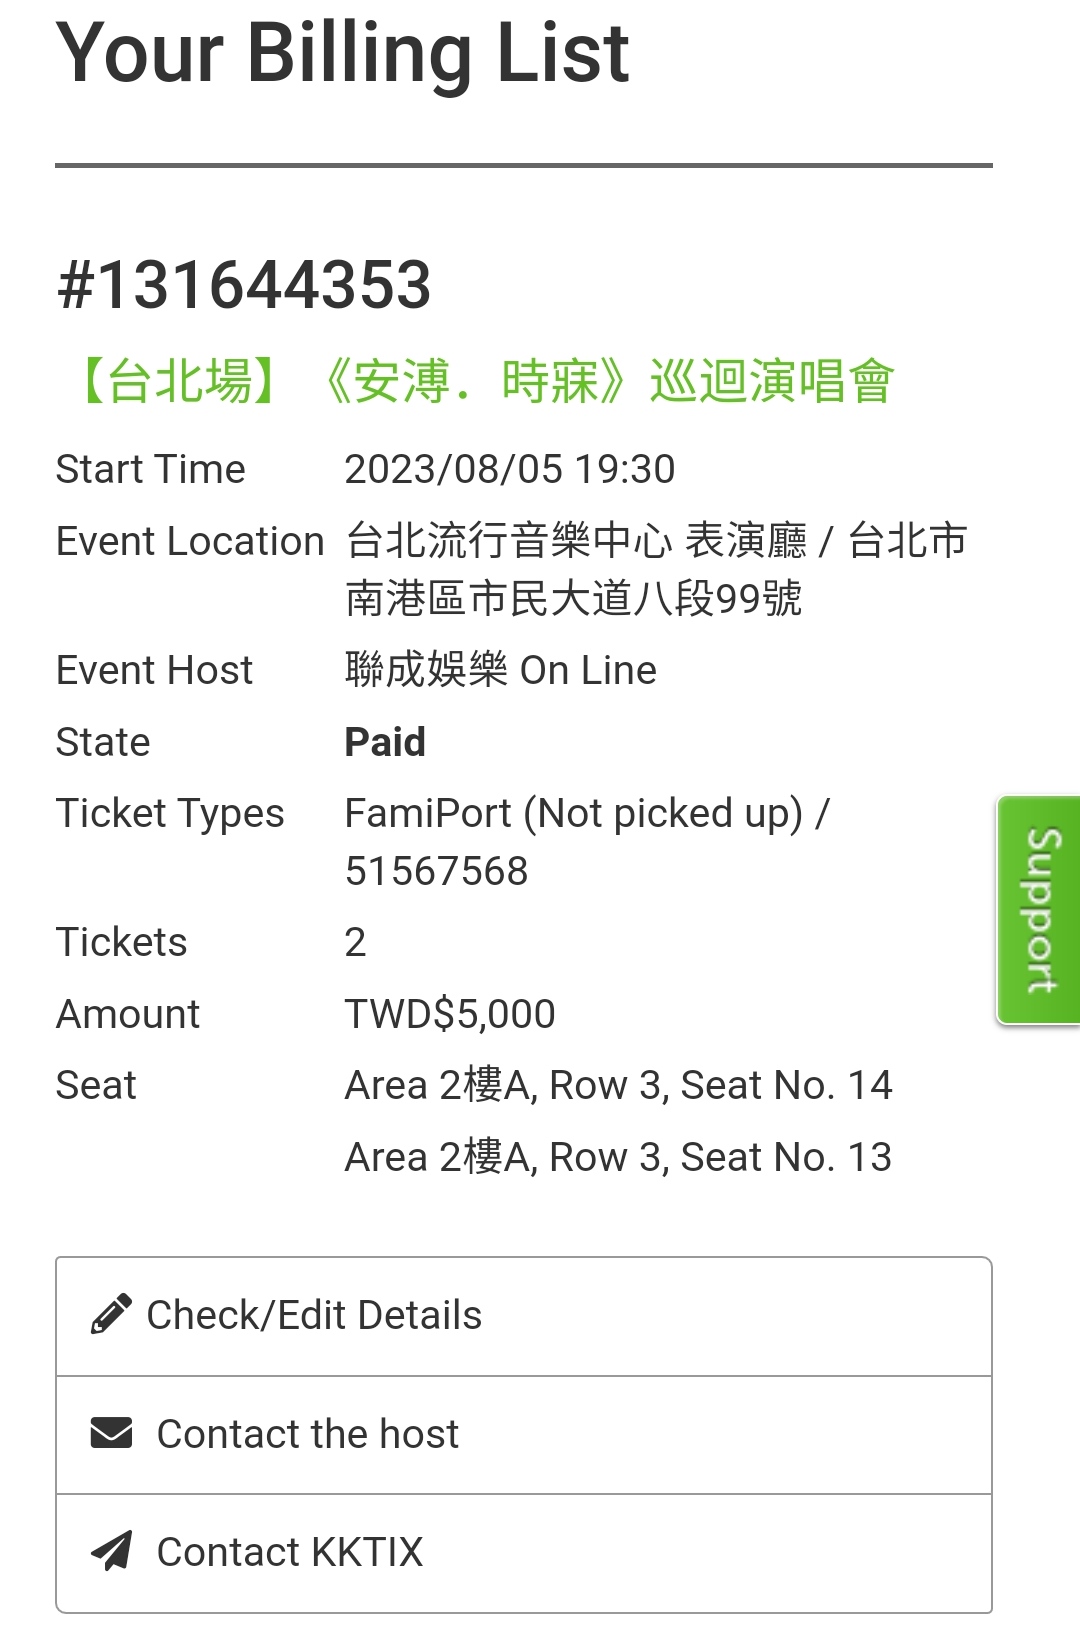 Your Billing List
#131644353
【台北場】《安溥．時寐》巡迴演唱會
Start Time 2023/08/05 19:30
Event Location 台北流行音樂中心 表演廳 / 台北市
南港區市民大道八段99號
Event Host 聯成娛樂 On Line
State Paid
Ticket Types FamiPort (Not picked up) /
51567568
Tickets 2
Amount TWD$5,000
Seat Area 2樓A, Row 3, Seat No. 14
Area 2樓A, Row 3, Seat No. 13
Support
Check/Edit Details
Contact the host
Contact KKTIX